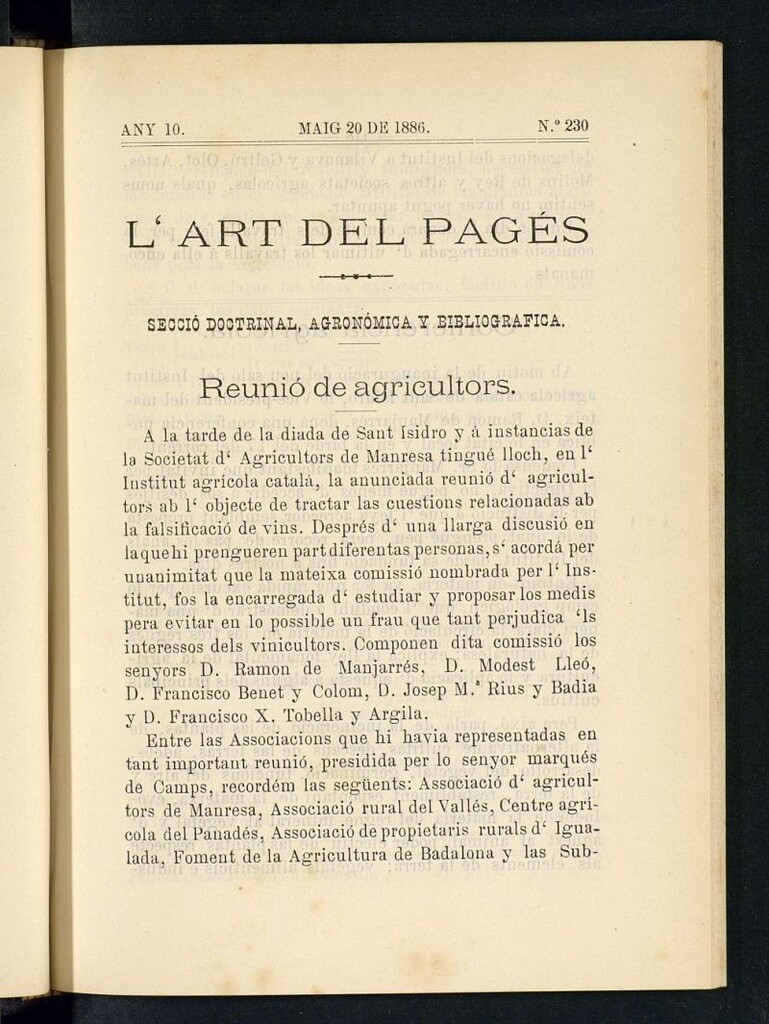 ANY 10. MAIG 20 DE 1886. N.º 230
L‘ ART DEL PAGÉS
SECCIÓ DOCTRINAL, AGRONÓMICA Y BIBLIOGRAFICA.
Reunió de agricultors.
A la tarde de la diada de Sant Isidro y á instancias de
la Societat d‘ Agricultors de Manresa tingué lloch, en l‘
Institut agrícola catalá, la anunciada reunió d‘ agricul-
tors ab l‘ objecte de tractar las cuestions relacionadas ab
la falsificació de vins. Després d‘ una llarga discusió en
la quehi prengueren part diferentas personas, s‘ acordá per
unanimitat que la mateixa comissió nombrada per l‘ Ins-
titut, fos la encarregada d‘ estudiar y proposar los medis
pera evitar en lo possible un frau que tant perjudica ‘ls
interessos dels vinicultors. Componen dita comissió los
senyors D. Ramon de Manjarrés, D. Modest Lleó,
D. Francisco Benet y Colom, D. Josep M.ª Rius y Badia
y D. Francisco X. Tobella y Argila.
Entre las Associacions que hi havia representadas en
tant important reunió, presidida per lo senyor marqués
de Camps, recordém las següents: Associació d‘ agricul-
tors de Manresa, Associació rural del Vallés, Centre agrí-
cola del Panadés, Associació de propietaris rurals d‘ Igua-
lada, Foment de la Agricultura de Badalona y las Sub-